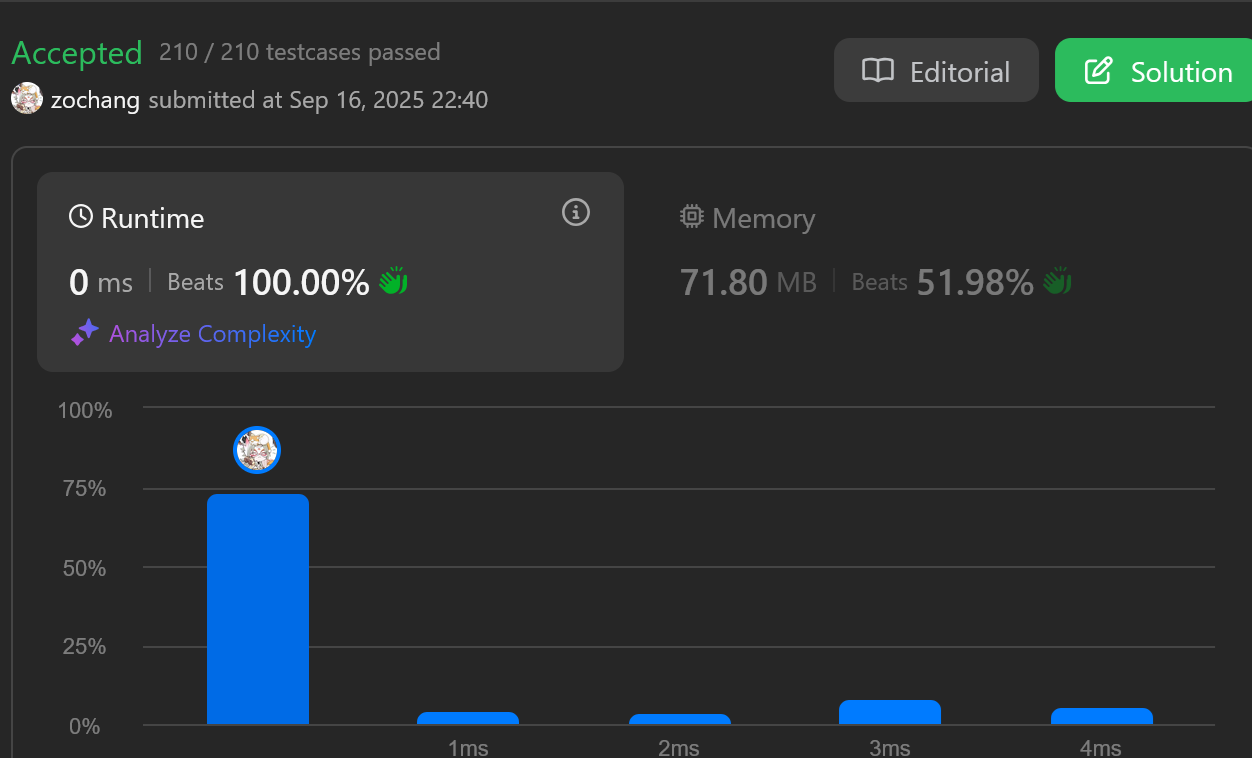 Accepted 210 / 210 testcases passed
Editorial
Solution
zochang submitted at Sep 16, 2025 22:40
Runtime
Memory
0 ms Beats 100.00%
71.80 MB Beats 51.98%
Analyze Complexity
100%
75%
50%
25%
0%
1ms 2ms 3ms 4ms